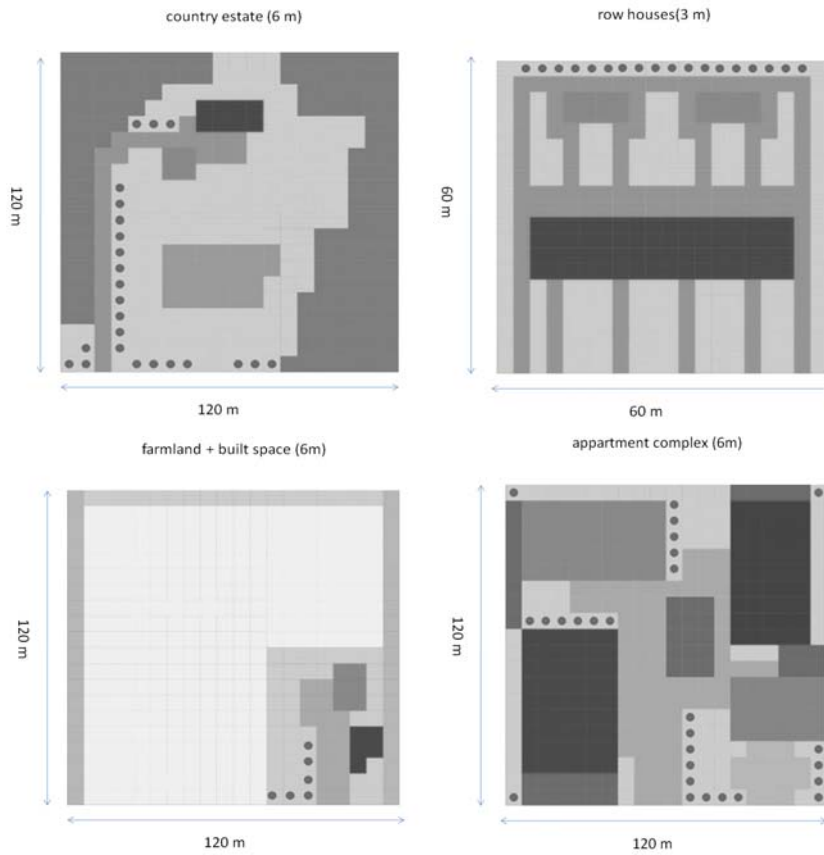 country estate (6 m)
row houses(3 m)
120 m
60 m
120 m
60 m
farmland + built space (6m)
appartment complex (6m)
120 m
120 m
120 m
120 m